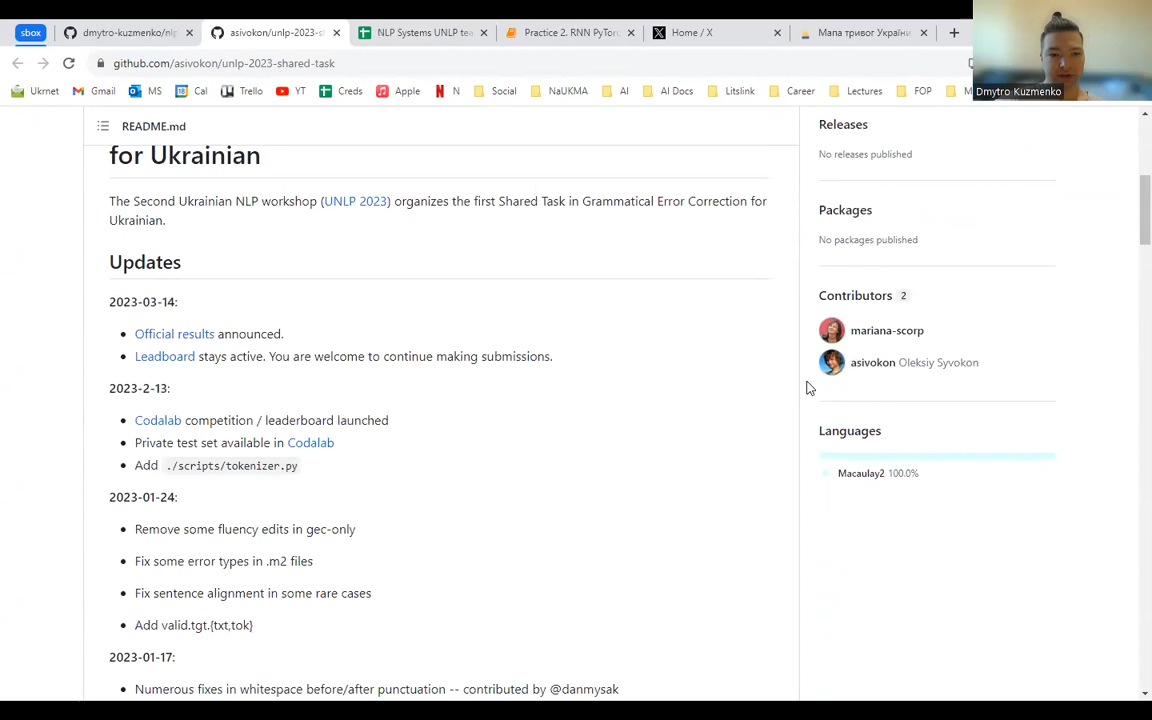 sbox
dmytro-kuzmenko/nlp
asivokon/unlp-2023-s
NLP Systems UNLP tea
Practice 2. RNN PyTorc
Home / X
Мапа тривог Україні
github.com/asivokon/unlp-2023-shared-task
Ukrnet
Gmail
MS
Cal
Trello
YT
Creds
Apple
N
Social
NaUKMA
AI
AI Docs
Litslink
Career
Lectures
FOP
Dmytro Kuzmenko
README.md
for Ukrainian
The Second Ukrainian NLP workshop (UNLP 2023) organizes the first Shared Task in Grammatical Error Correction for
Ukrainian.
Updates
2023-03-14:
Official results announced.
Leadboard stays active. You are welcome to continue making submissions.
2023-2-13:
Codalab competition / leaderboard launched
Private test set available in Codalab
Add ./scripts/tokenizer.py
2023-01-24:
Remove some fluency edits in gec-only
Fix some error types in .m2 files
Fix sentence alignment in some rare cases
Add valid.tgt.{txt,tok}
2023-01-17:
Numerous fixes in whitespace before/after punctuation -- contributed by @danmysak
Releases
No releases published
Packages
No packages published
Contributors 2
mariana-scorp
asivokon Oleksiy Syvokon
Languages
Macaulay2 100.0%